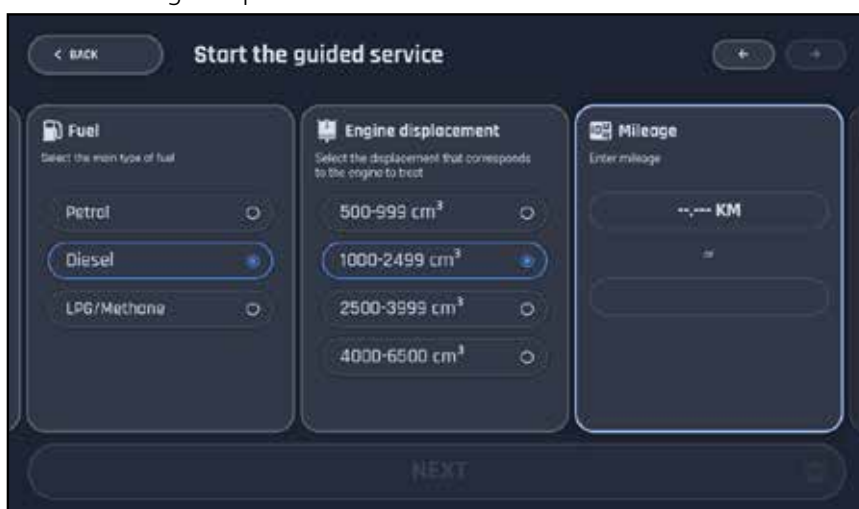 < BACK
Start the guided service
Fuel
Select the main type of fuel
Petrol
Diesel
LPG/Methane
Engine displacement
Select the displacement that corresponds
to the engine to treat
500-999 cm³
1000-2499 cm³
2500-3999 cm³
4000-6500 cm³
Mileage
Enter mileage
--.--- KM
or
NEXT